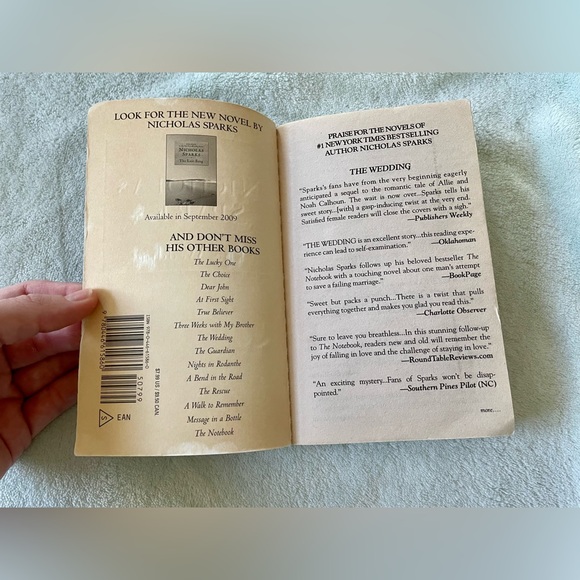 LOOK FOR THE NEW NOVEL BY
NICHOLAS SPARKS
NICHOLAS
SPARKS
The Last Song
Available in September 2009
AND DON'T MISS
HIS OTHER BOOKS
The Lucky One
The Choice
Dear John
At First Sight
True Believer
Three Weeks with My Brother
The Wedding
The Guardian
Nights in Rodanthe
A Bend in the Road
The Rescue
A Walk to Remember
Message in a Bottle
The Notebook
$7.99 US / $9.50 CAN
50799
EAN
PRAISE FOR THE NOVELS OF
#1 NEW YORK TIMES BESTSELLING
AUTHOR NICHOLAS SPARKS
THE WEDDING
"Sparks's fans have from the very beginning eagerly
anticipated a sequel to the romantic tale of Allie and
Noah Calhoun. The wait is now over...Sparks tells his
sweet story...[with] a gasp-inducing twist at the very end.
Satisfied female readers will close the covers with a sigh."
—Publishers Weekly
"THE WEDDING is an excellent story...this reading expe-
rience can lead to self-examination."
—Oklahoman
"Nicholas Sparks follows up his beloved bestseller The
Notebook with a touching novel about one man's attempt
to save a failing marriage."
—BookPage
"Sweet but packs a punch...There is a twist that pulls
everything together and makes you glad you read this."
—Charlotte Observer
"Sure to leave you breathless...In this stunning follow-up
to The Notebook, readers new and old will remember the
joy of falling in love and the challenge of staying in love."
—RoundTableReviews.com
"An exciting mystery...Fans of Sparks won't be disap-
pointed."
—Southern Pines Pilot (NC)
more....